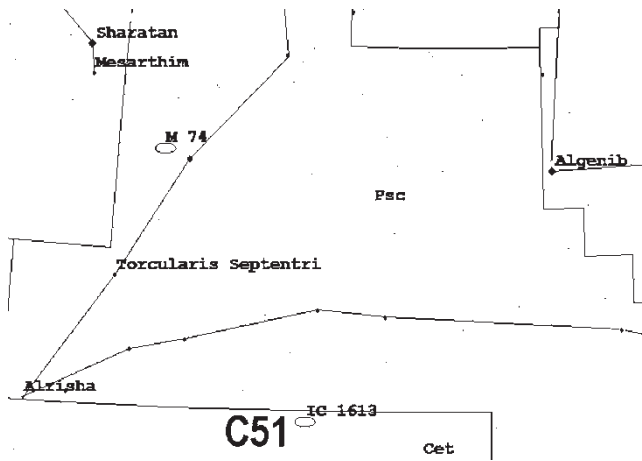 Sharatan
Mesarthim
M 74
Algenib
Psc
Torcularis Septentri
Alrisha
IC 1613
C51
Cet